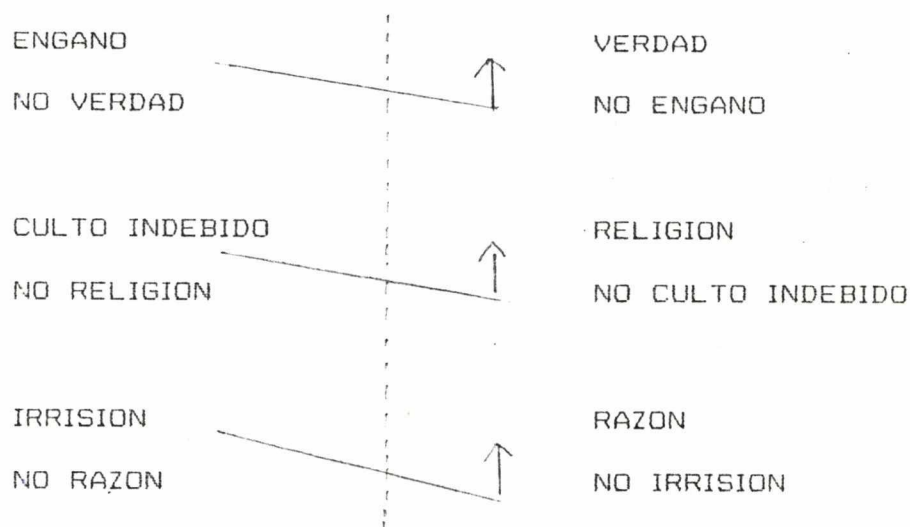 ENGANO
NO VERDAD
CULTO INDEBIDO
NO RELIGION
IRRISION
NO RAZON
VERDAD
NO ENGANO
RELIGION
NO CULTO INDEBIDO
RAZON
NO IRRISION